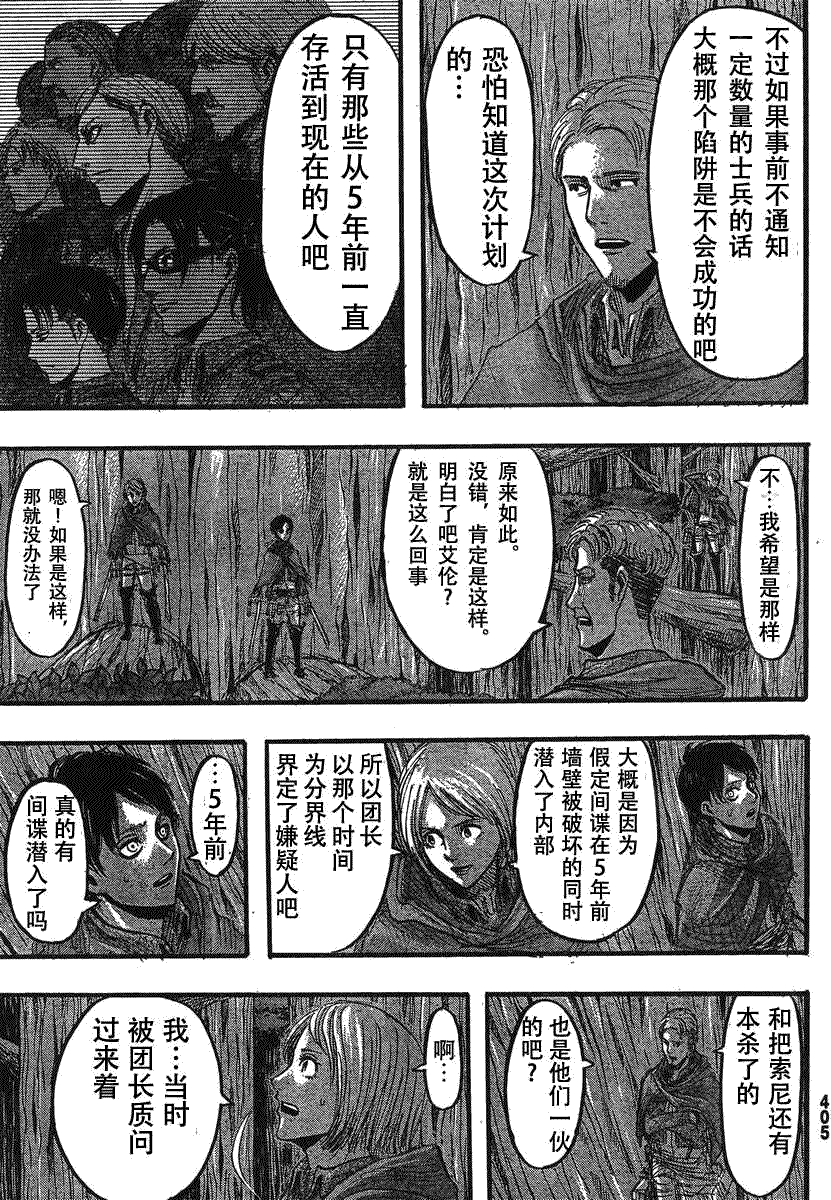 不过如果事前不通知
一定数量的士兵的话
大概那个陷阱是不会成功的吧
恐怕知道这次计划
的…
只有那些从5年前一直
存活到现在的人吧
不…我希望是那样
原来如此。
没错，肯定是这样。
明白了吧艾伦？
就是这么回事
嗯！如果是这样，
那就没办法了
大概是因为
假定间谍在5年前
墙壁被破坏的同时
潜入了内部
所以团长
以那个时间
为分界线
界定了嫌疑人吧
…5年前
真的有
间谍潜入了吗
和把索尼还有
本杀了的
也是他们一伙
的吧？
啊…
我…当时
被团长质问
过来着
405